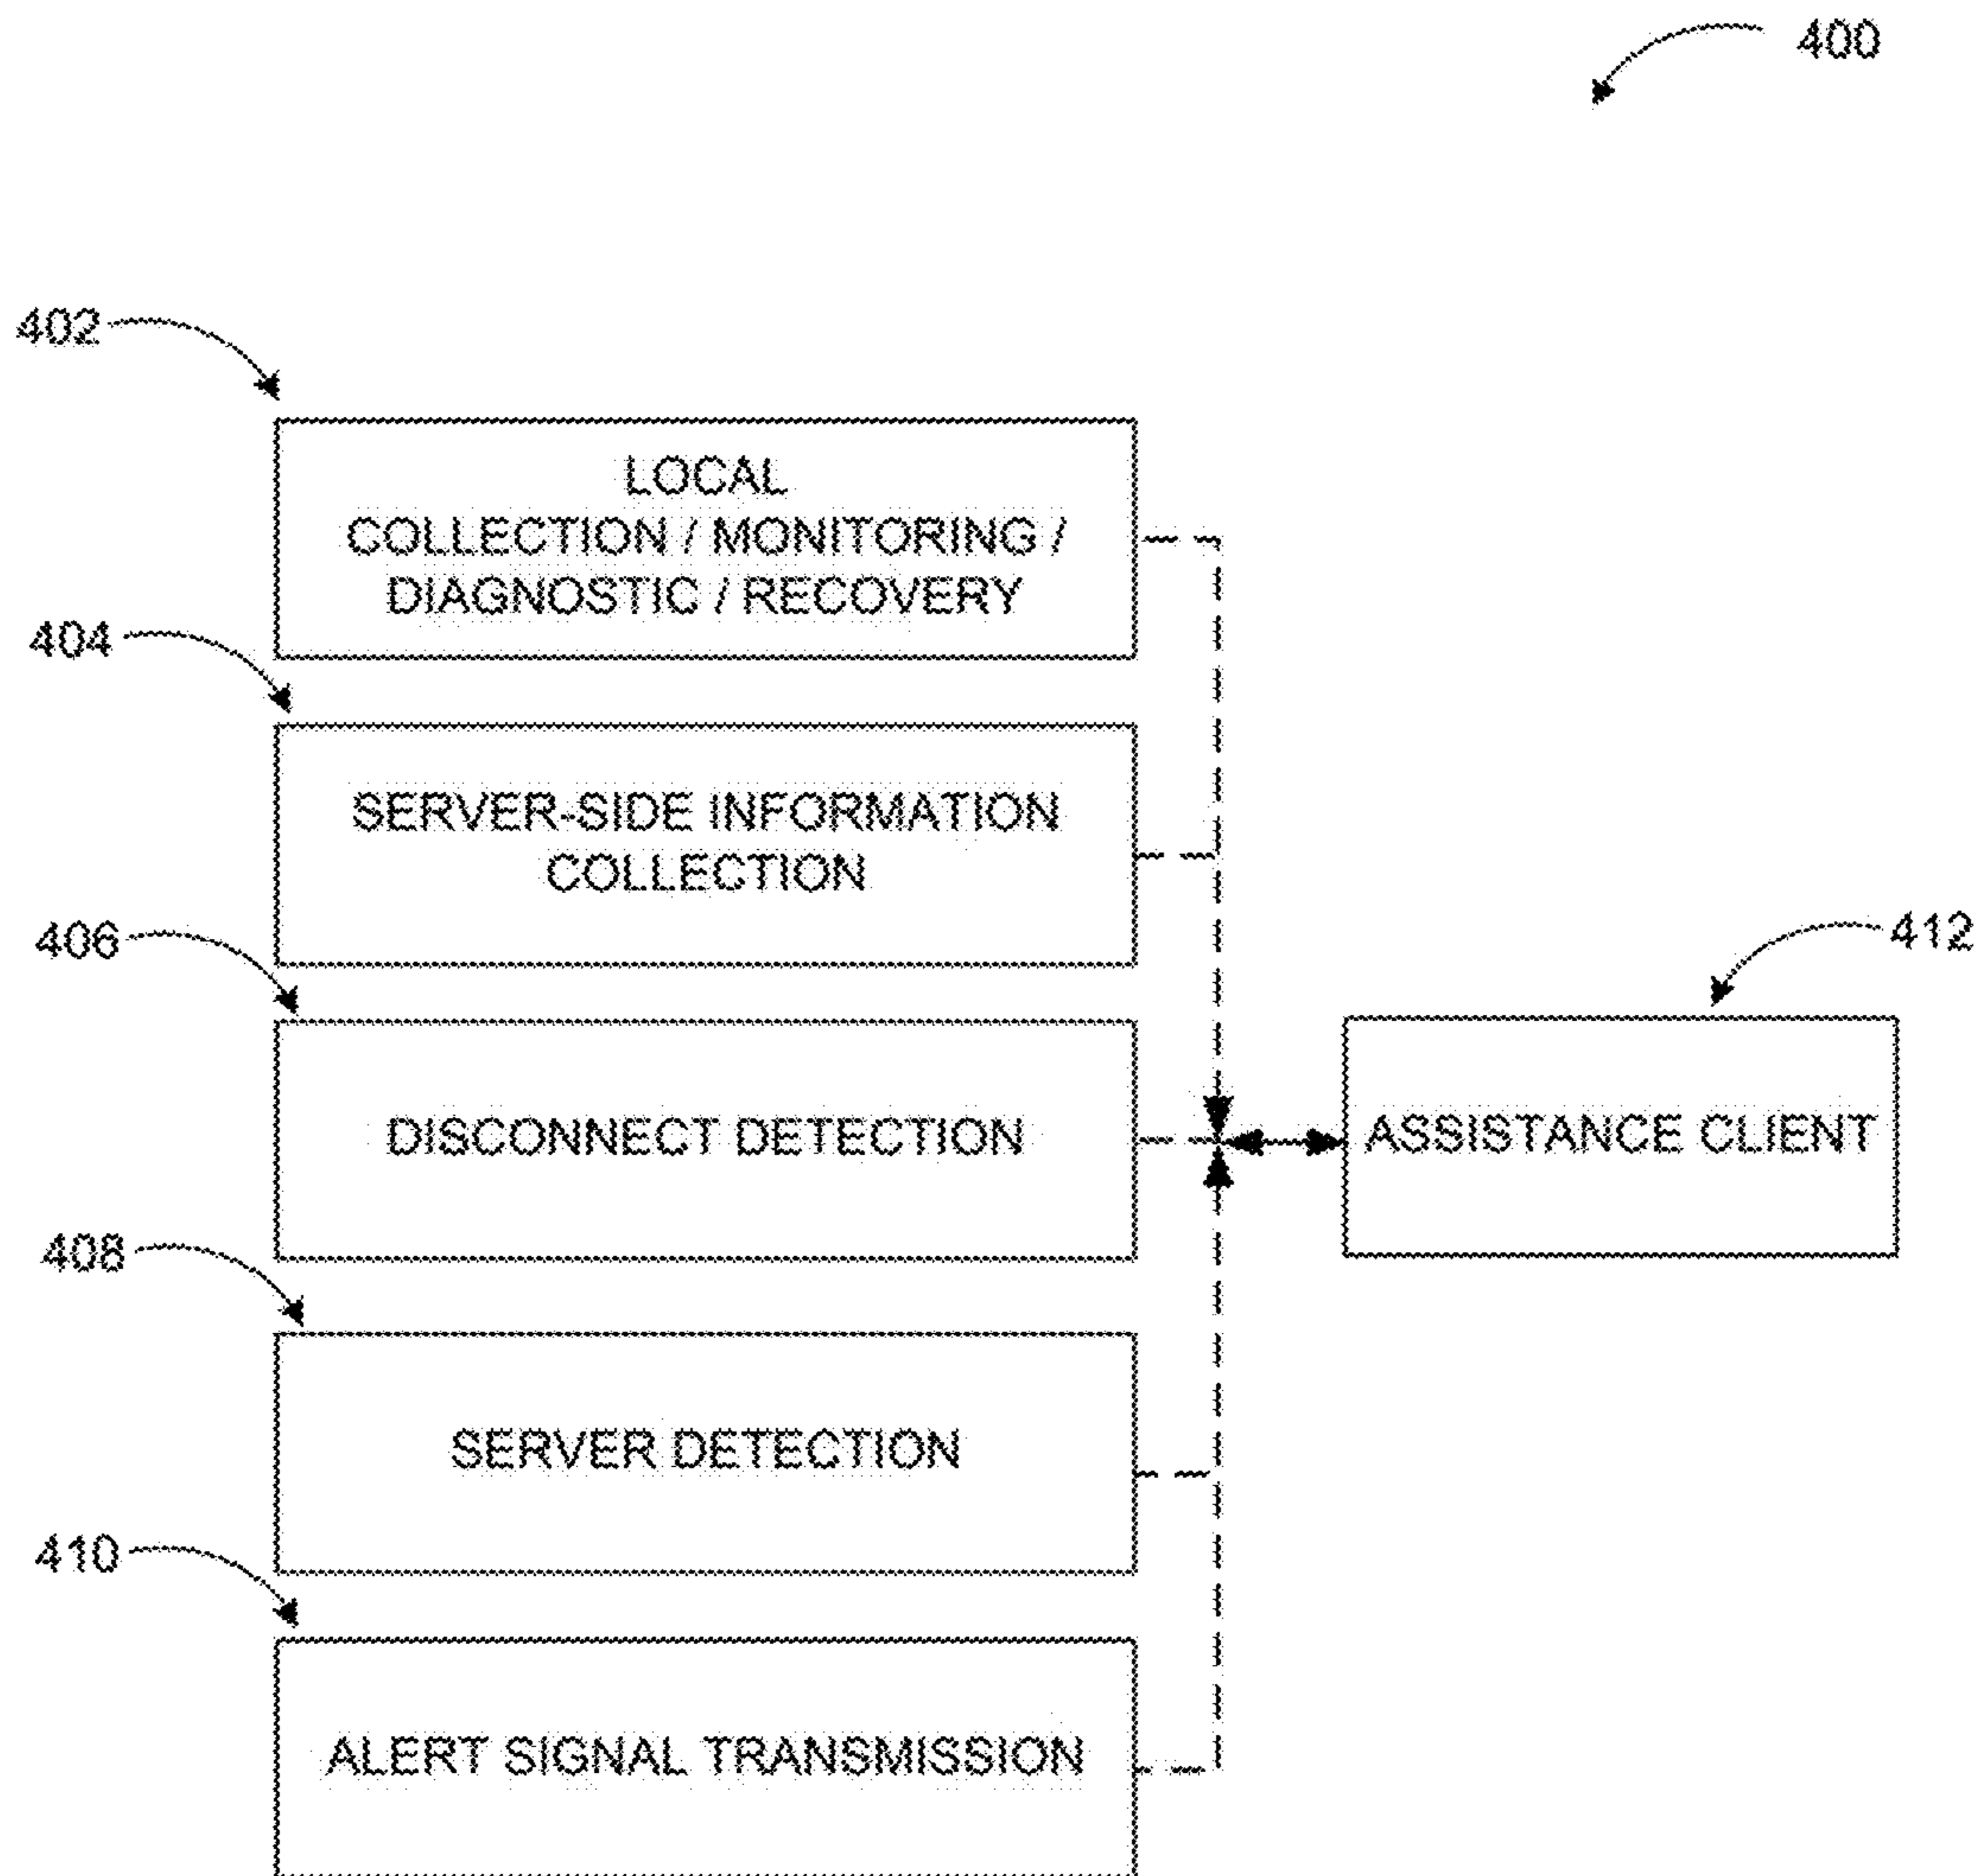 400
402
LOCAL
COLLECTION / MONITORING /
DIAGNOSTIC / RECOVERY
404
SERVER-SIDE INFORMATION
COLLECTION
406
DISCONNECT DETECTION
412
ASSISTANCE CLIENT
408
SERVER DETECTION
410
ALERT SIGNAL TRANSMISSION